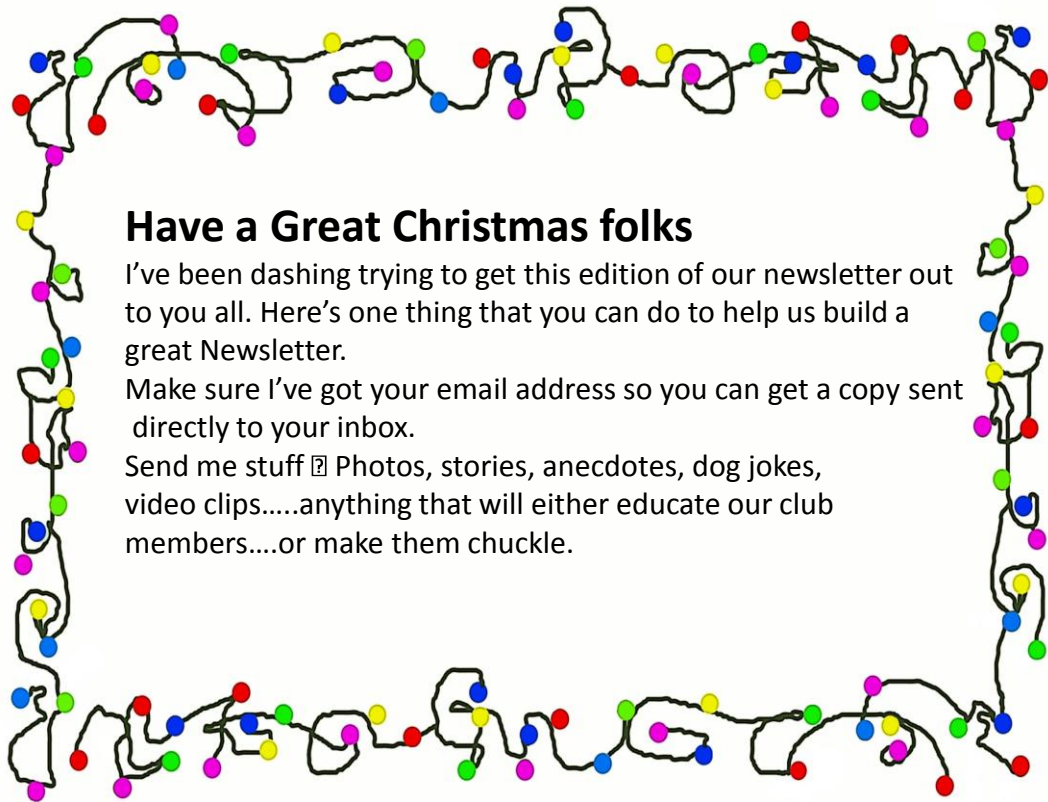 Have a Great Christmas folks
I’ve been dashing trying to get this edition of our newsletter out
to you all. Here’s one thing that you can do to help us build a
great Newsletter.
Make sure I’ve got your email address so you can get a copy sent
directly to your inbox.
Send me stuff ⍰ Photos, stories, anecdotes, dog jokes,
video clips…..anything that will either educate our club
members….or make them chuckle.